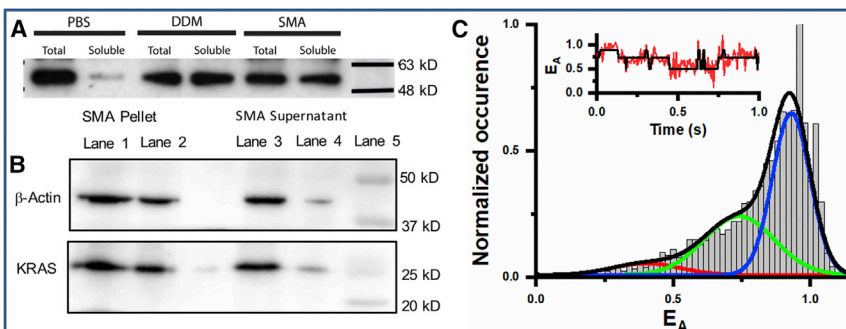 A
PBS
DDM
SMA
Total Soluble Total Soluble Total Soluble
63 kD
48 kD
SMA Pellet SMA Supernatant
Lane 1 Lane 2 Lane 3 Lane 4 Lane 5
B
β-Actin
50 kD
37 kD
KRAS
25 kD
20 kD
C
Normalized occurence
1.0
0.5
0.0
0.0 0.5 1.0
E_A
E_A
1.0
0.5
0.0
0.0 0.5 1.0
Time (s)